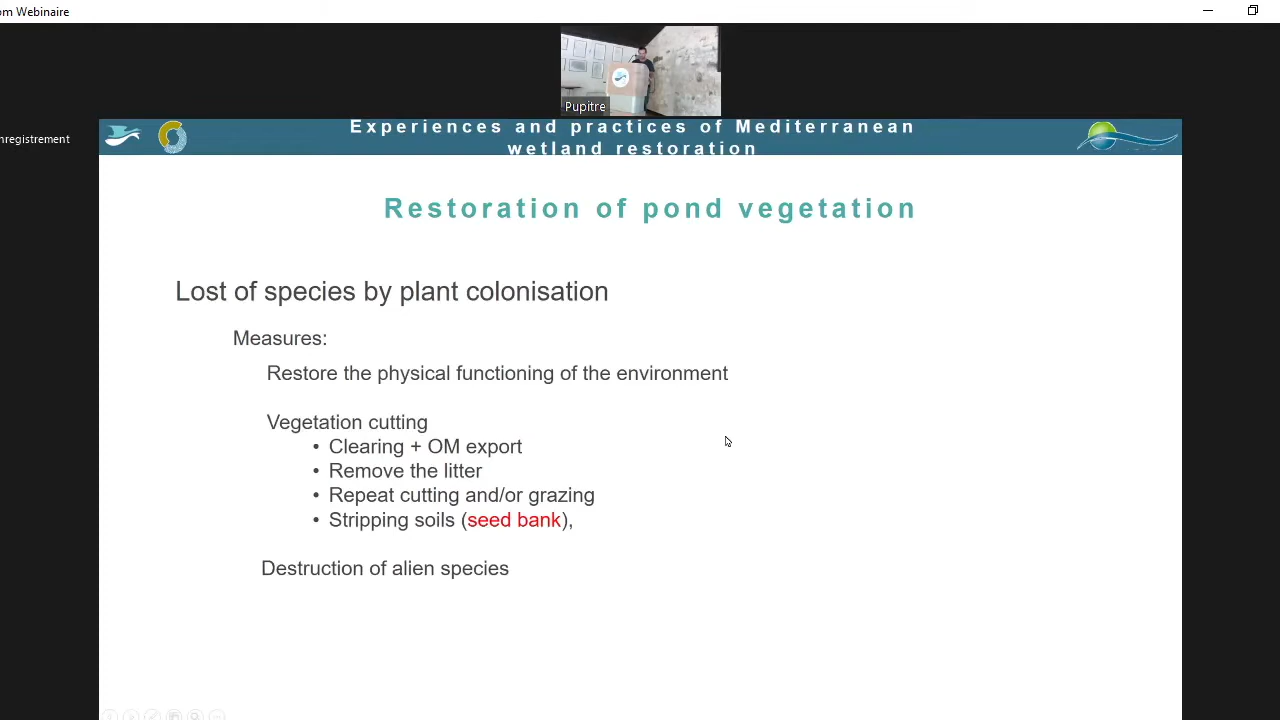 om Webinaire
Pupitre
nregistrement
Experiences and practices of Mediterranean
wetland restoration
Restoration of pond vegetation
Lost of species by plant colonisation
Measures:
Restore the physical functioning of the environment
Vegetation cutting
• Clearing + OM export
• Remove the litter
• Repeat cutting and/or grazing
• Stripping soils (seed bank),
Destruction of alien species